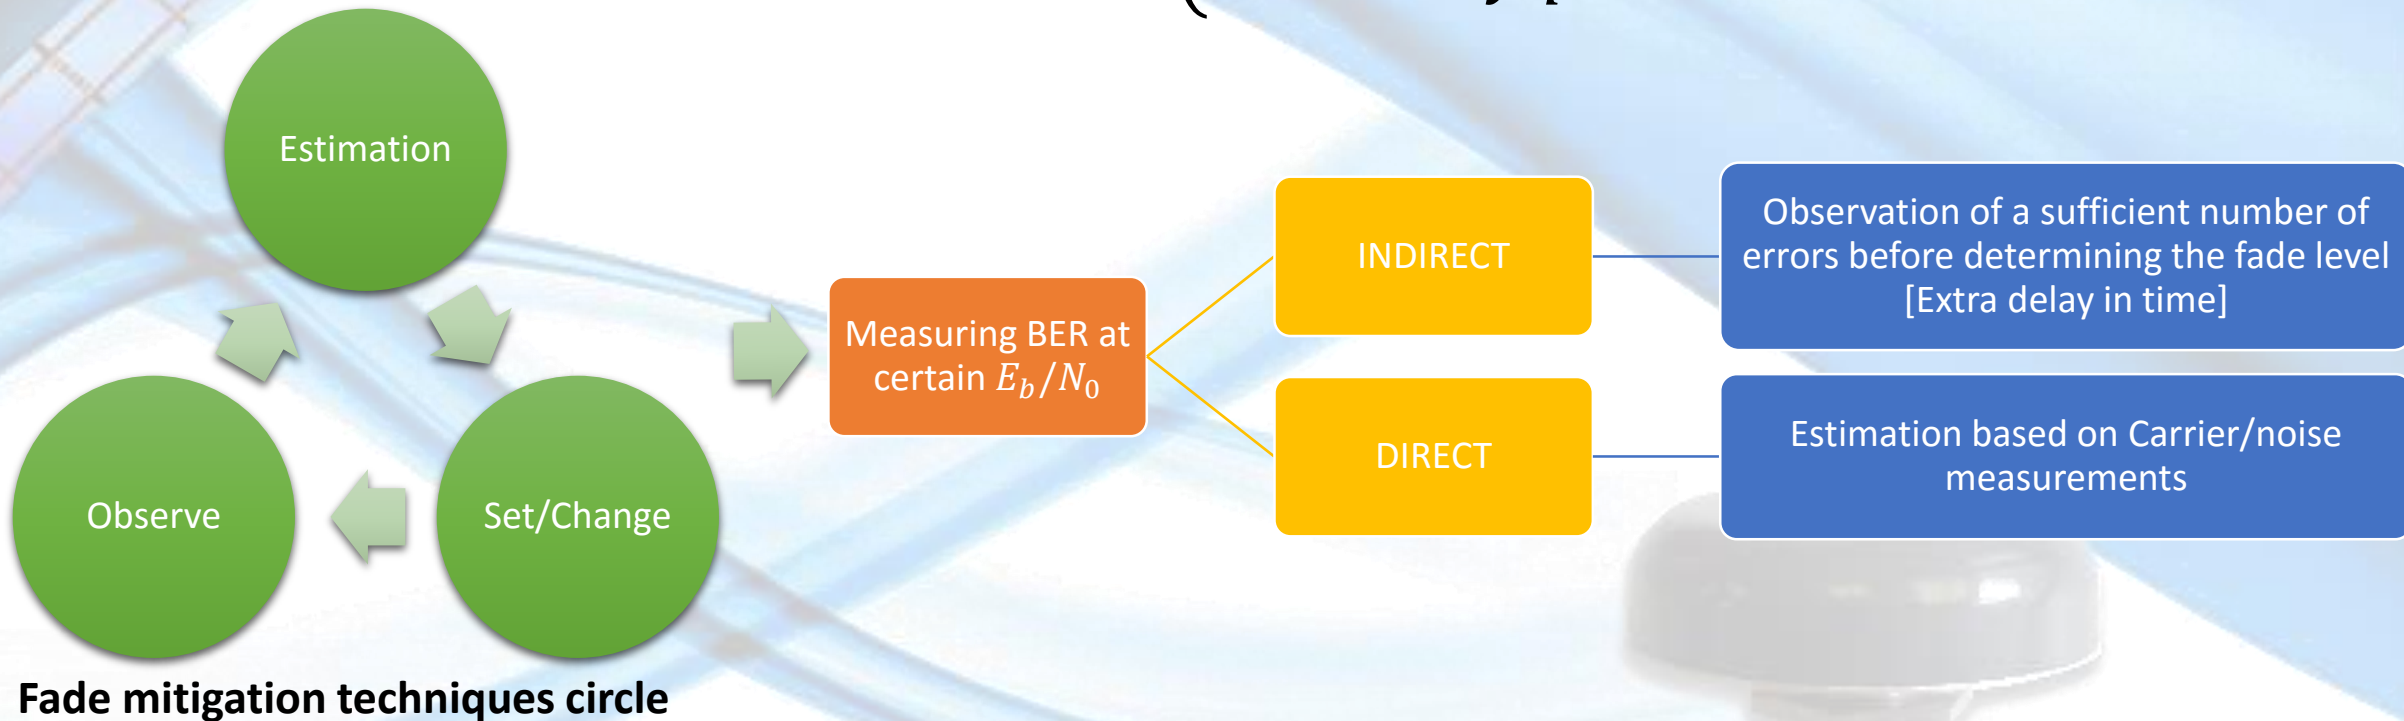 Estimation
Observe
Set/Change
Fade mitigation techniques circle
Measuring BER at
certain $E_b/N_0$
INDIRECT
DIRECT
Observation of a sufficient number of
errors before determining the fade level
[Extra delay in time]
Estimation based on Carrier/noise
measurements